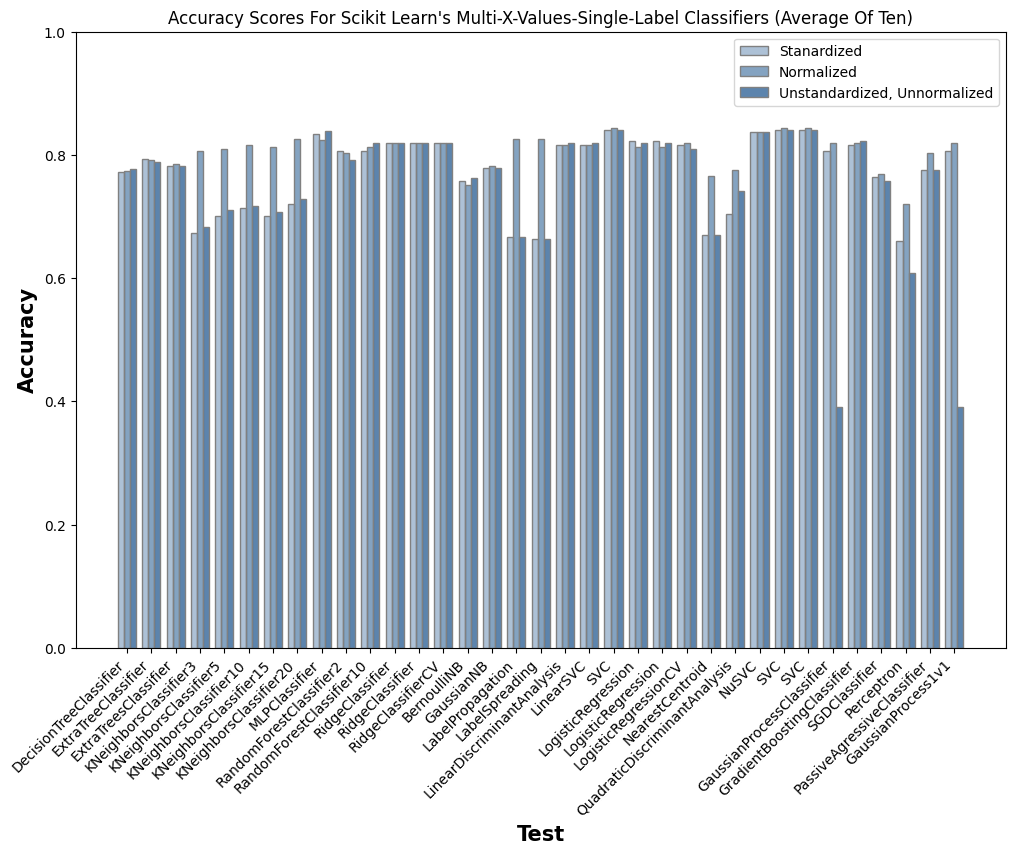 Accuracy Scores For Scikit Learn's Multi-X-Values-Single-Label Classifiers (Average Of Ten)
Stanardized
Normalized
Unstandardized, Unnormalized
1.0
0.8
0.6
0.4
0.2
0.0
Accuracy
DecisionTreeClassifier
ExtraTreeClassifier
ExtraTreesClassifier
KNeighborsClassifier3
KNeighborsClassifier5
KNeighborsClassifier10
KNeighborsClassifier15
KNeighborsClassifier20
MLPClassifier
RandomForestClassifier2
RandomForestClassifier10
RidgeClassifier
RidgeClassifier
RidgeClassifierCV
BernoulliNB
GaussianNB
LabelPropagation
LabelSpreading
LinearDiscriminantAnalysis
LinearSVC
SVC
LogisticRegression
LogisticRegression
LogisticRegressionCV
NearestCentroid
QuadraticDiscriminantAnalysis
NuSVC
SVC
SVC
GaussianProcessClassifier
GradientBoostingClassifier
SGDClassifier
Perceptron
PassiveAgressiveClassifier
GaussianProcess1v1
Test